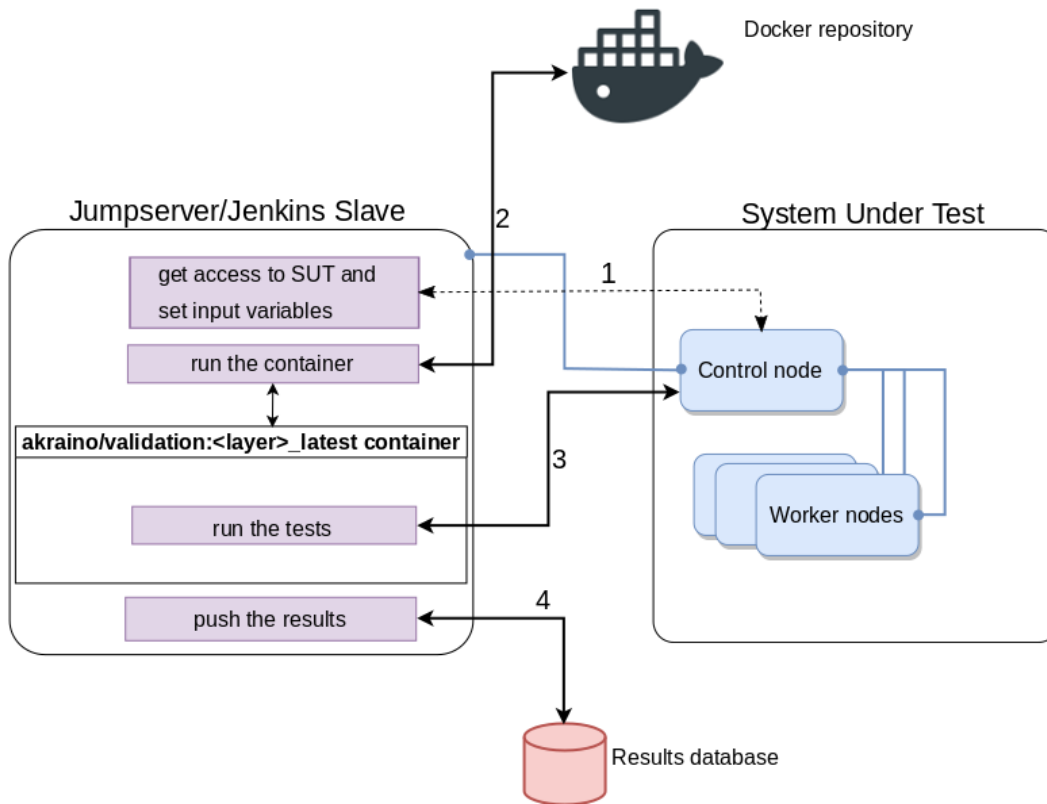 Docker repository
Jumpserver/Jenkins Slave
System Under Test
2
get access to SUT and
set input variables
1
run the container
Control node
akraino/validation:<layer>_latest container
3
run the tests
Worker nodes
4
push the results
Results database